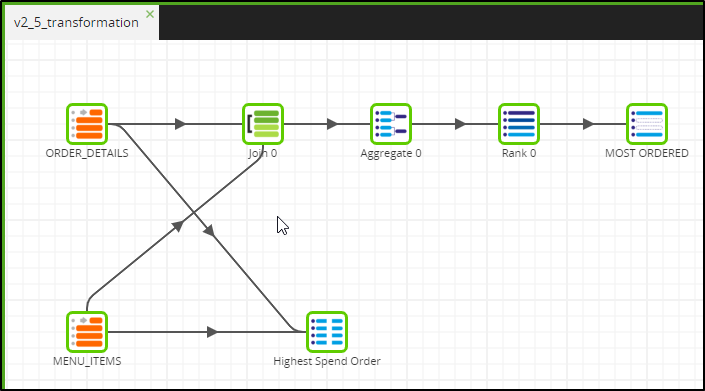 v2_5_transformation
ORDER_DETAILS
Join 0
Aggregate 0
Rank 0
MOST ORDERED
MENU_ITEMS
Highest Spend Order